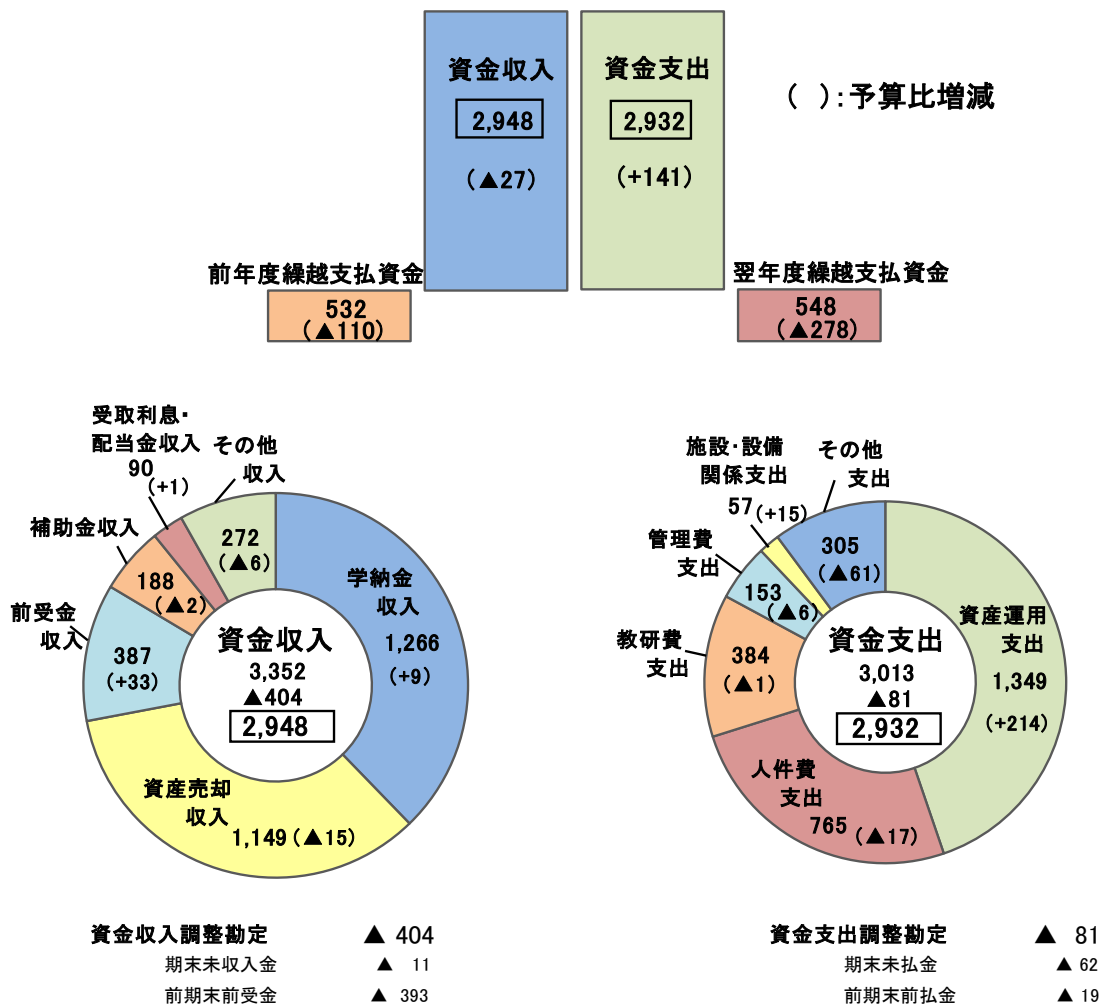 資金収入
2,948
(▲27)
資金支出
2,932
(+141)
( ):予算比増減
前年度繰越支払資金
532
(▲110)
翌年度繰越支払資金
548
(▲278)
受取利息・
配当金収入
90
(+1)
その他
収入
272
(▲6)
補助金収入
188
(▲2)
前受金
収入
387
(+33)
学納金
収入
1,266
(+9)
資金収入
3,352
▲404
2,948
資産売却
収入
1,149(▲15)
施設・設備
関係支出
57(+15)
その他
支出
305
(▲61)
管理費
支出
153
(▲6)
教研費
支出
384
(▲1)
資産運用
支出
1,349
(+214)
資金支出
3,013
▲81
2,932
人件費
支出
765 (▲17)
資金収入調整勘定 ▲ 404
期末未収入金 ▲ 11
前期末前受金 ▲ 393
資金支出調整勘定 ▲ 81
期末未払金 ▲ 62
前期末前払金 ▲ 19